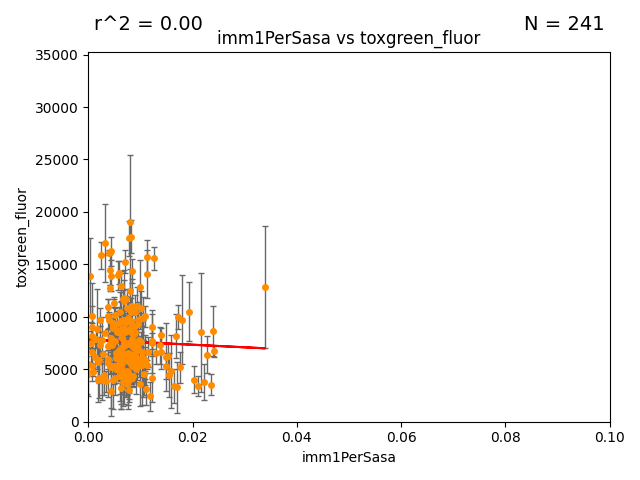 r^2 = 0.00
N = 241
imm1PerSasa vs toxgreen_fluor
35000
30000
25000
20000
15000
10000
5000
0
toxgreen_fluor
0.00 0.02 0.04 0.06 0.08 0.10
imm1PerSasa